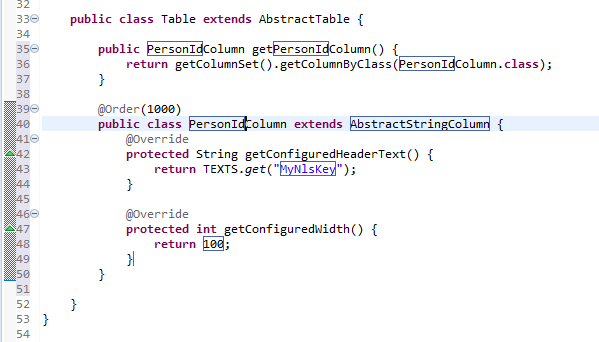 32
33 public class Table extends AbstractTable {
34
35 public PersonIdColumn getPersonIdColumn() {
36 return getColumnSet().getColumnByClass(PersonIdColumn.class);
37 }
38
39 @Order(1000)
40 public class PersonIdColumn extends AbstractStringColumn {
41 @Override
42 protected String getConfiguredHeaderText() {
43 return TEXTS.get("MyNlsKey");
44 }
45
46 @Override
47 protected int getConfiguredWidth() {
48 return 100;
49 }
50 }
51
52 }
53 }
54